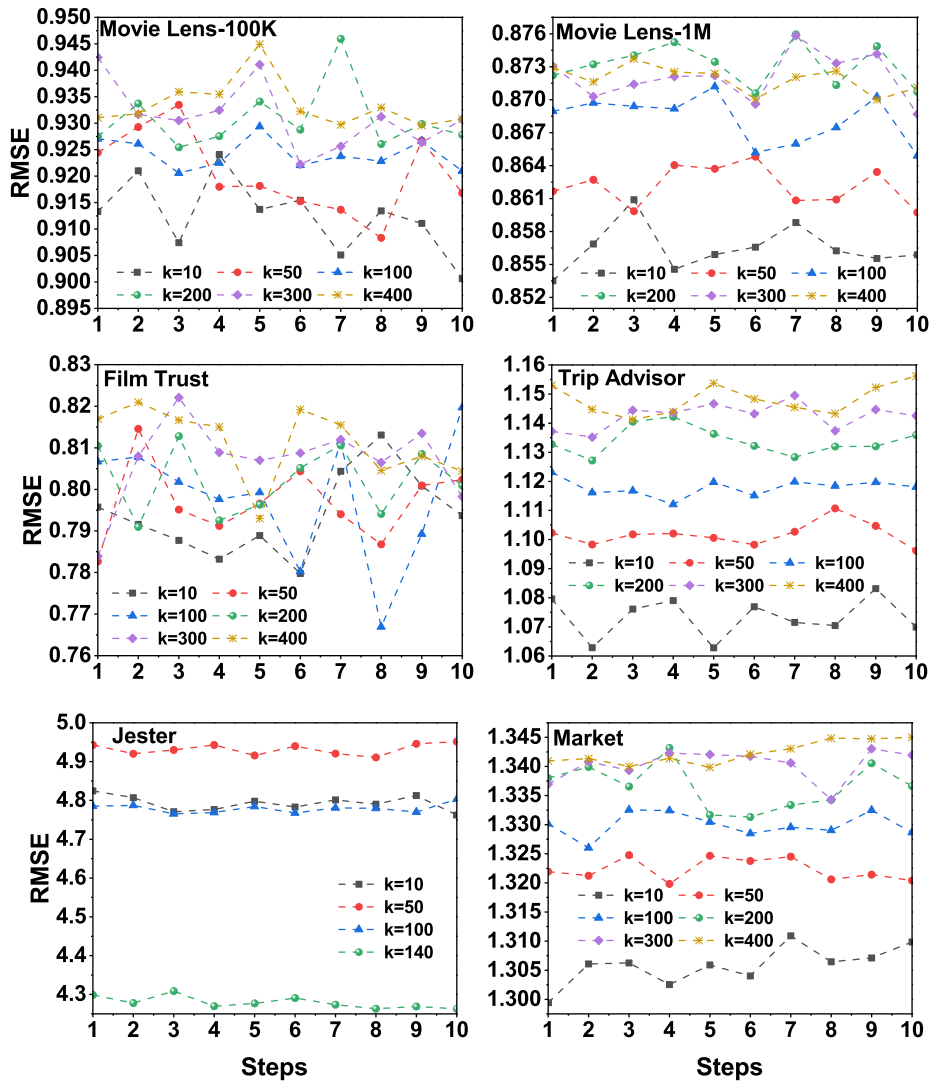 Movie Lens-100K
RMSE
0.950
0.945
0.940
0.935
0.930
0.925
0.920
0.915
0.910
0.905
0.900
0.895
k=10 k=50 k=100
k=200 k=300 k=400
1 2 3 4 5 6 7 8 9 10
Movie Lens-1M
0.876
0.873
0.870
0.867
0.864
0.861
0.858
0.855
0.852
k=10 k=50 k=100
k=200 k=300 k=400
1 2 3 4 5 6 7 8 9 10
Film Trust
RMSE
0.83
0.82
0.81
0.80
0.79
0.78
0.77
0.76
k=10 k=50
k=100 k=200
k=300 k=400
1 2 3 4 5 6 7 8 9 10
Trip Advisor
1.16
1.15
1.14
1.13
1.12
1.11
1.10
1.09
1.08
1.07
1.06
k=10 k=50 k=100
k=200 k=300 k=400
1 2 3 4 5 6 7 8 9 10
Jester
RMSE
5.0
4.9
4.8
4.7
4.6
4.5
4.4
4.3
k=10
k=50
k=100
k=140
1 2 3 4 5 6 7 8 9 10
Steps
Market
1.345
1.340
1.335
1.330
1.325
1.320
1.315
1.310
1.305
1.300
k=10 k=50
k=100 k=200
k=300 k=400
1 2 3 4 5 6 7 8 9 10
Steps